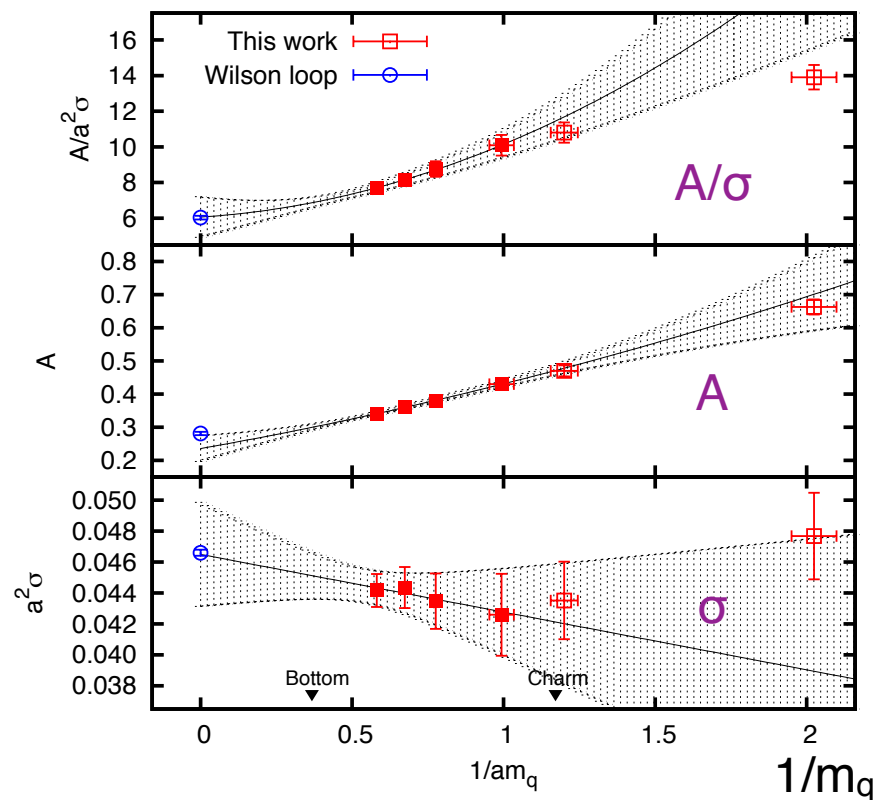 This work
Wilson loop
A/a²σ
16
14
12
10
8
6
A/σ
A
0.8
0.7
0.6
0.5
0.4
0.3
0.2
A
a²σ
0.050
0.048
0.046
0.044
0.042
0.040
0.038
σ
Bottom
Charm
0
0.5
1
1.5
2
1/am_q
1/m_q